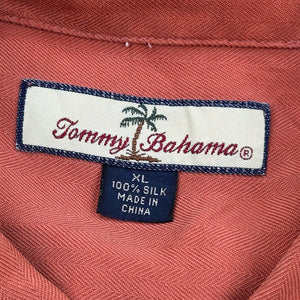 Tommy Bahama®
XL
100% SILK
MADE IN
CHINA